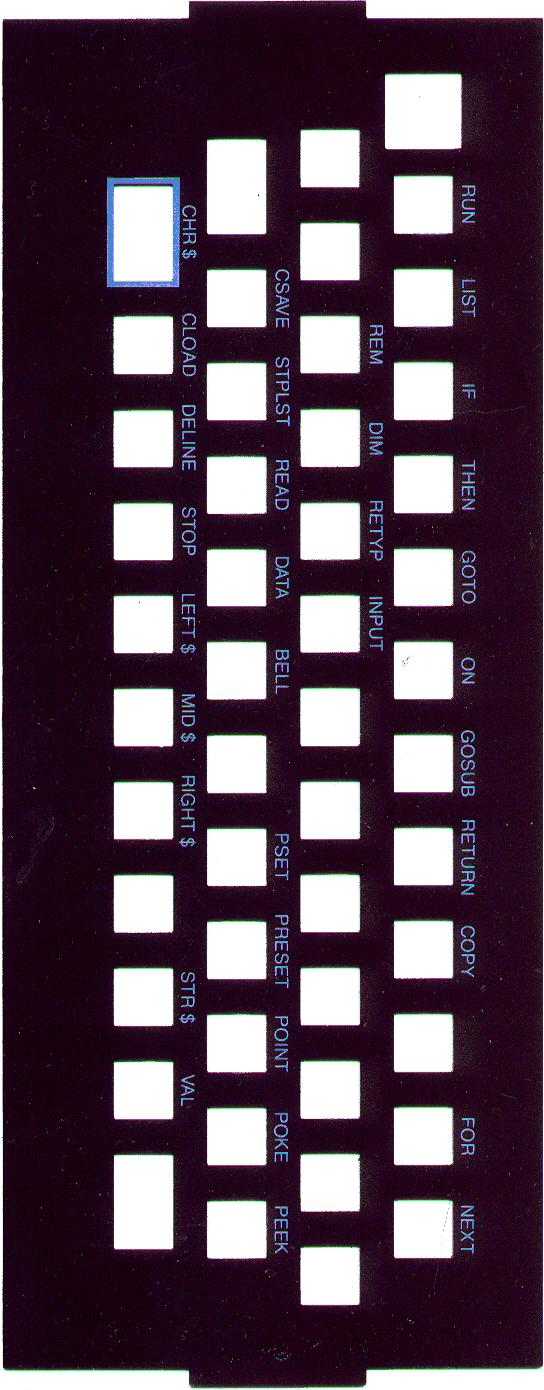 RUN LIST IF THEN GOTO ON GOSUB RETURN COPY FOR NEXT
REM DIM RETYP INPUT
CSAVE STPLST READ DATA BELL PSET PRESET POINT POKE PEEK
CHR$ CLOAD DELINE STOP LEFT$ MID$ RIGHT$ STR$ VAL